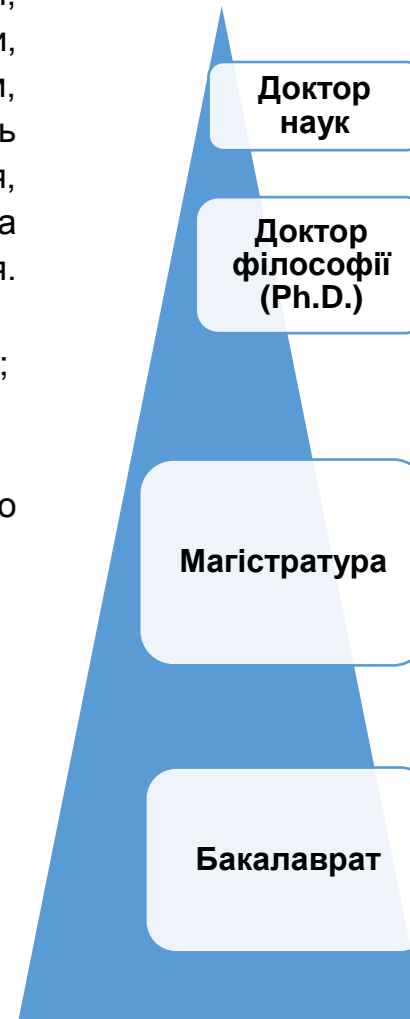 Доктор
наук
Доктор
філософії
(Ph.D.)
Магістратура
Бакалаврат